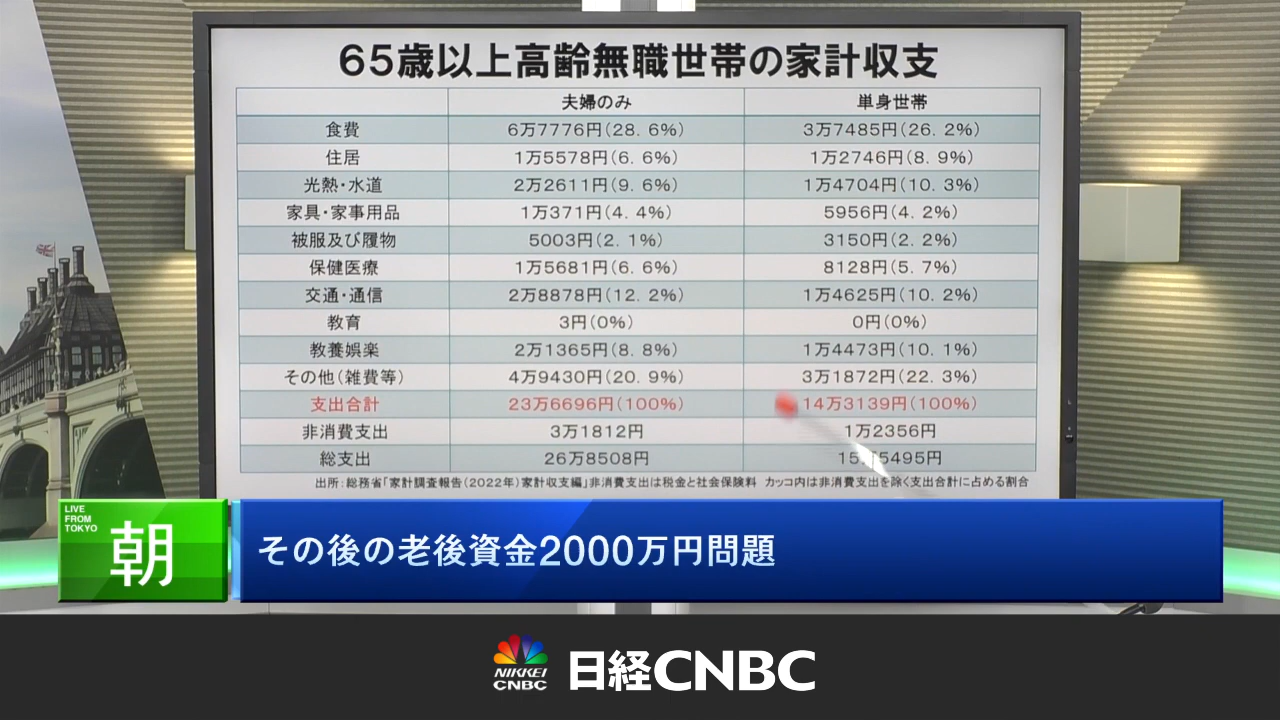 65歳以上高齢無職世帯の家計収支
夫婦のみ 単身世帯
食費 6万7776円(28.6%) 3万7485円(26.2%)
住居 1万5578円(6.6%) 1万2746円(8.9%)
光熱・水道 2万2611円(9.6%) 1万4704円(10.3%)
家具・家事用品 1万371円(4.4%) 5956円(4.2%)
被服及び履物 5003円(2.1%) 3150円(2.2%)
保健医療 1万5681円(6.6%) 8128円(5.7%)
交通・通信 2万8878円(12.2%) 1万4625円(10.2%)
教育 3円(0%) 0円(0%)
教養娯楽 2万1365円(8.8%) 1万4473円(10.1%)
その他(雑費等) 4万9430円(20.9%) 3万1872円(22.3%)
支出合計 23万6696円(100%) 14万3139円(100%)
非消費支出 3万1812円 1万2356円
総支出 26万8508円
出所:総務省「家計調査報告(2022年)家計収支編」非消費支出は税金と社会保険料 カッコ内は非消費支出を除く支出合計に占める割合
LIVE
FROM
TOKYO
朝
その後の老後資金2000万円問題
NIKKEI
CNBC
日経CNBC